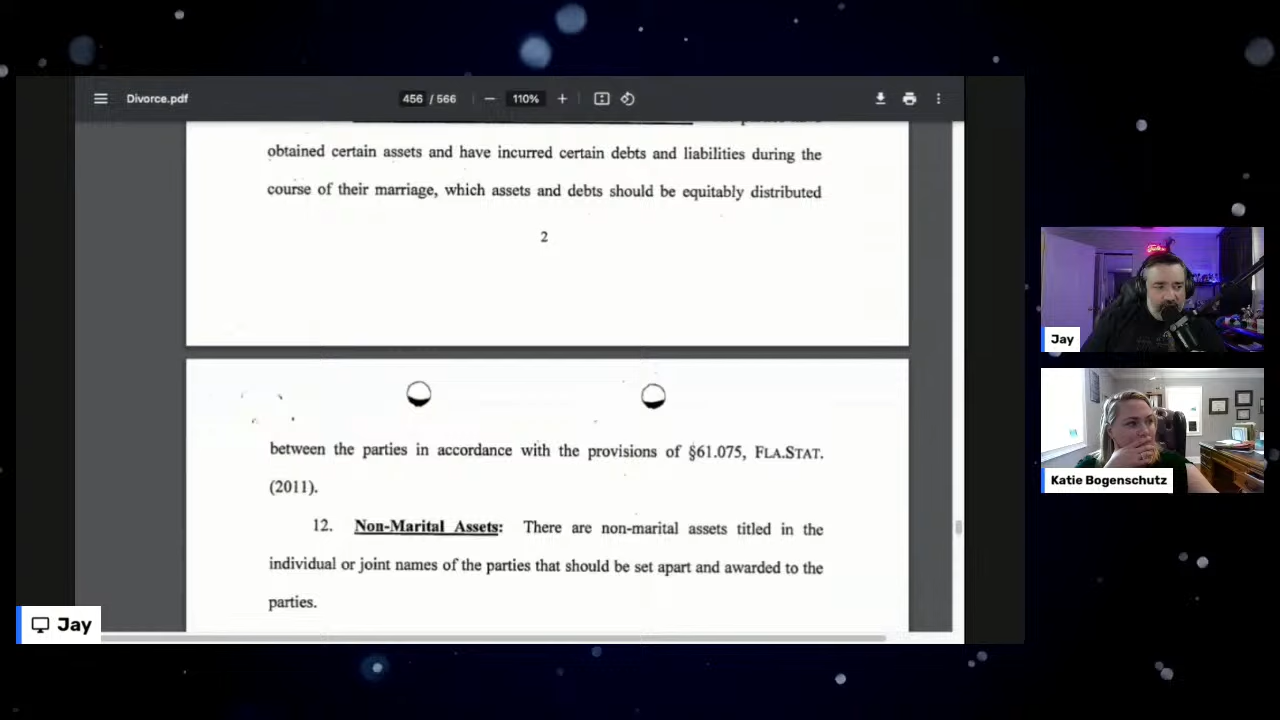 Divorce.pdf
456 / 566
110%
obtained certain assets and have incurred certain debts and liabilities during the
course of their marriage, which assets and debts should be equitably distributed
2
between the parties in accordance with the provisions of §61.075, FLA.STAT.
(2011).
12. Non-Marital Assets: There are non-marital assets titled in the
individual or joint names of the parties that should be set apart and awarded to the
parties.
Jay
Jay
Katie Bogenschutz